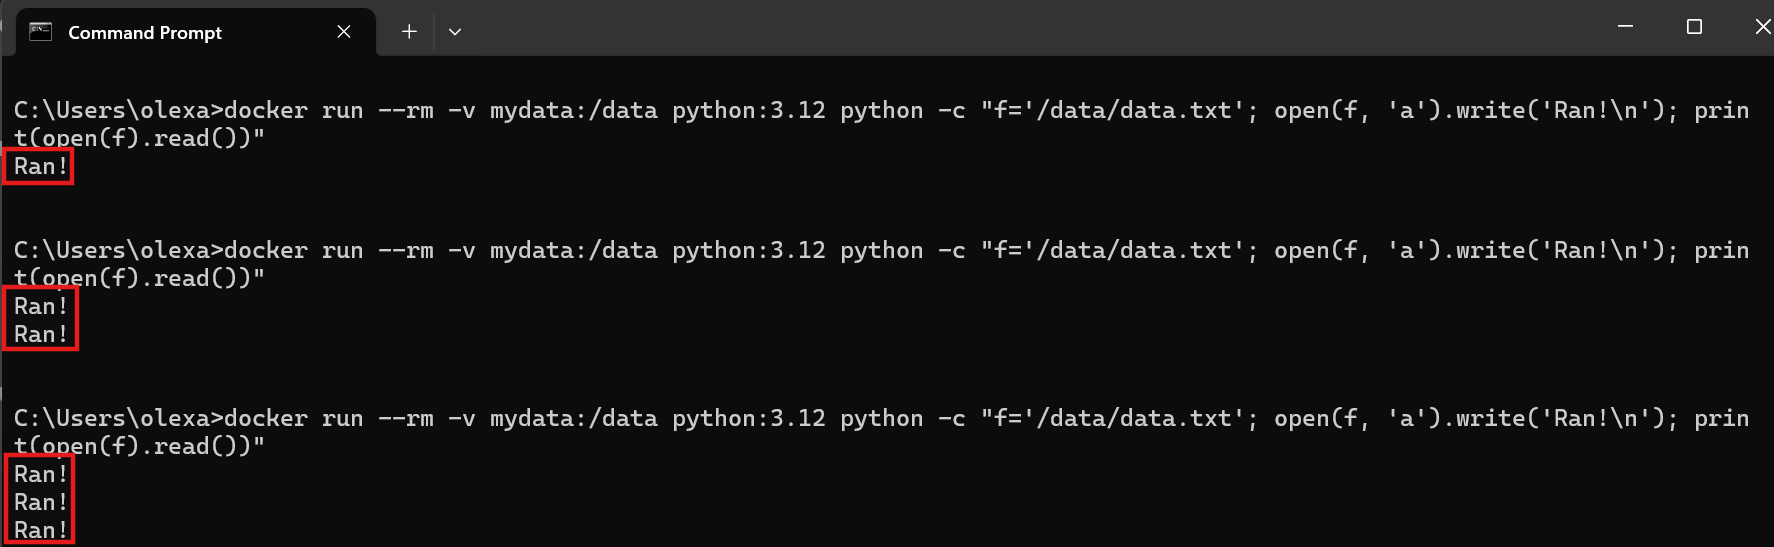 Command Prompt
C:\Users\olexa>docker run --rm -v mydata:/data python:3.12 python -c "f='/data/data.txt'; open(f, 'a').write('Ran!\n'); prin
t(open(f).read())"
Ran!
C:\Users\olexa>docker run --rm -v mydata:/data python:3.12 python -c "f='/data/data.txt'; open(f, 'a').write('Ran!\n'); prin
t(open(f).read())"
Ran!
Ran!
C:\Users\olexa>docker run --rm -v mydata:/data python:3.12 python -c "f='/data/data.txt'; open(f, 'a').write('Ran!\n'); prin
t(open(f).read())"
Ran!
Ran!
Ran!